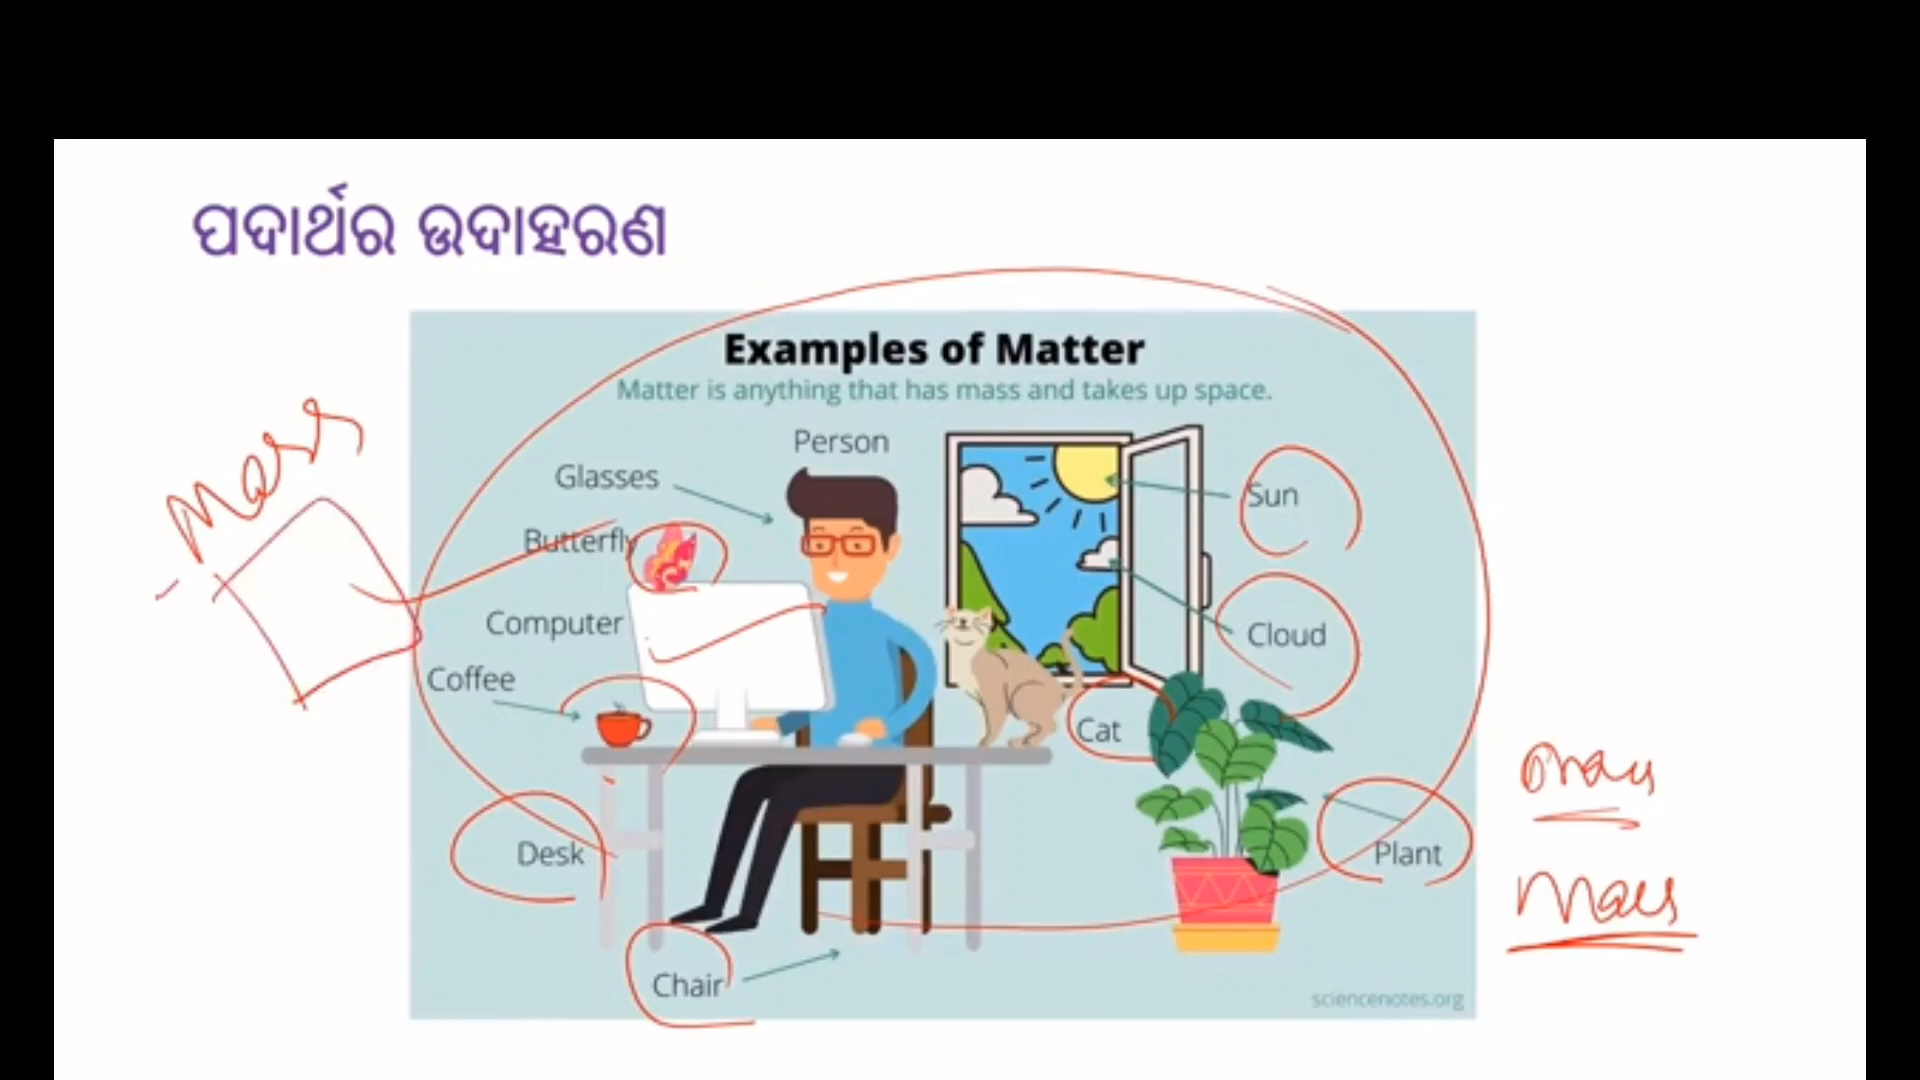 ପଦାର୍ଥର ଉଦାହରଣ
Examples of Matter
Matter is anything that has mass and takes up space.
Person
Glasses
Butterfly
Computer
Coffee
Desk
Chair
Sun
Cloud
Cat
Plant
sciencenotes.org
Mass
Mass